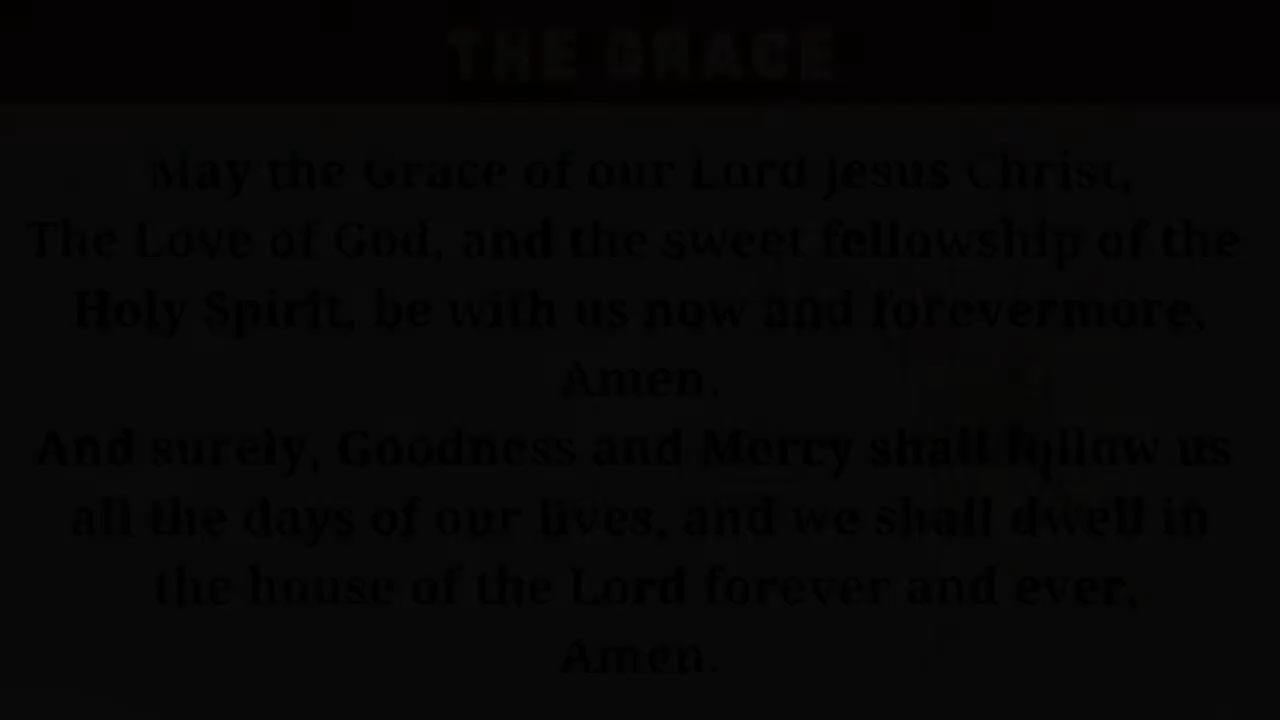 THE GRACE
May the Grace of our Lord Jesus Christ,
The Love of God, and the sweet fellowship of the
Holy Spirit, be with us now and forevermore,
Amen.
And surely, Goodness and Mercy shall follow us
all the days of our lives, and we shall dwell in
the house of the Lord forever and ever,
Amen.